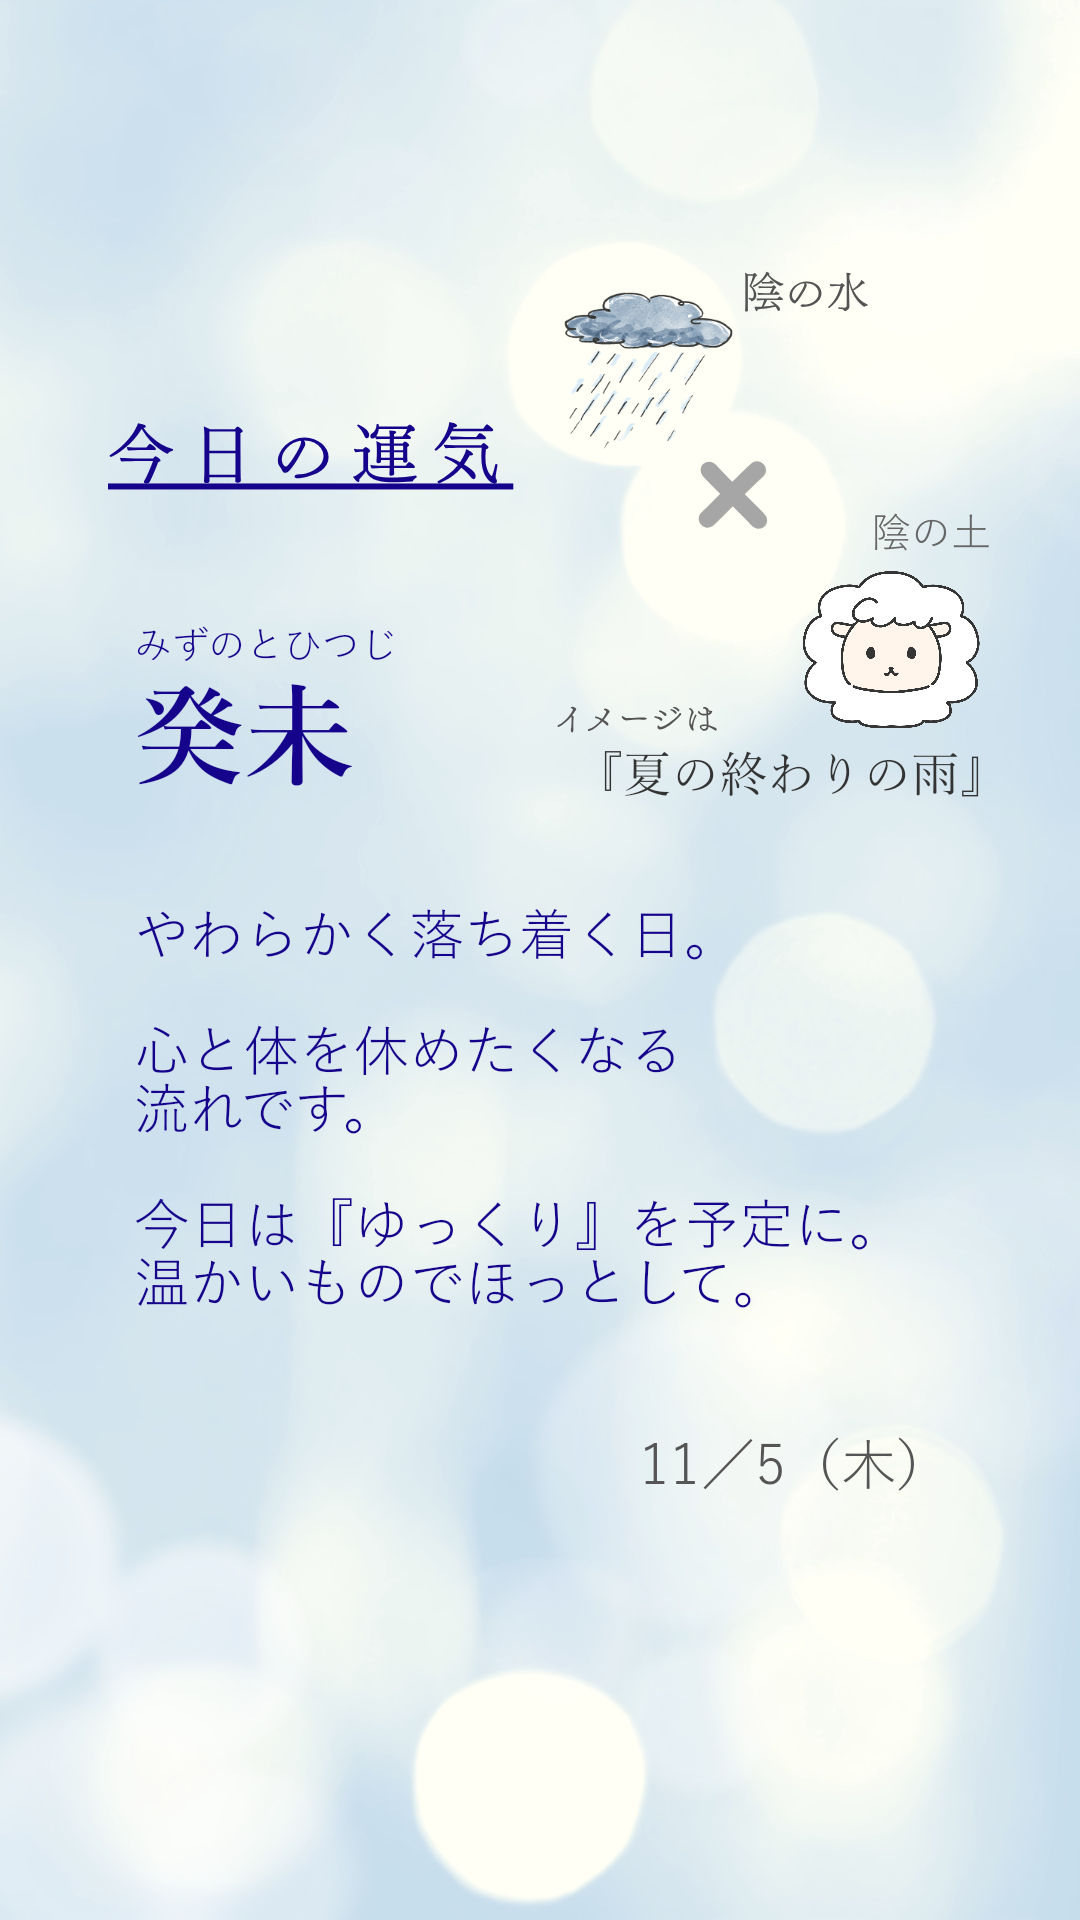 陰の水
今日の運気
陰の土
みずのとひつじ
癸未
イメージは
『夏の終わりの雨』
やわらかく落ち着く日。
心と体を休めたくなる
流れです。
今日は『ゆっくり』を予定に。
温かいものでほっとして。
11／5（木）